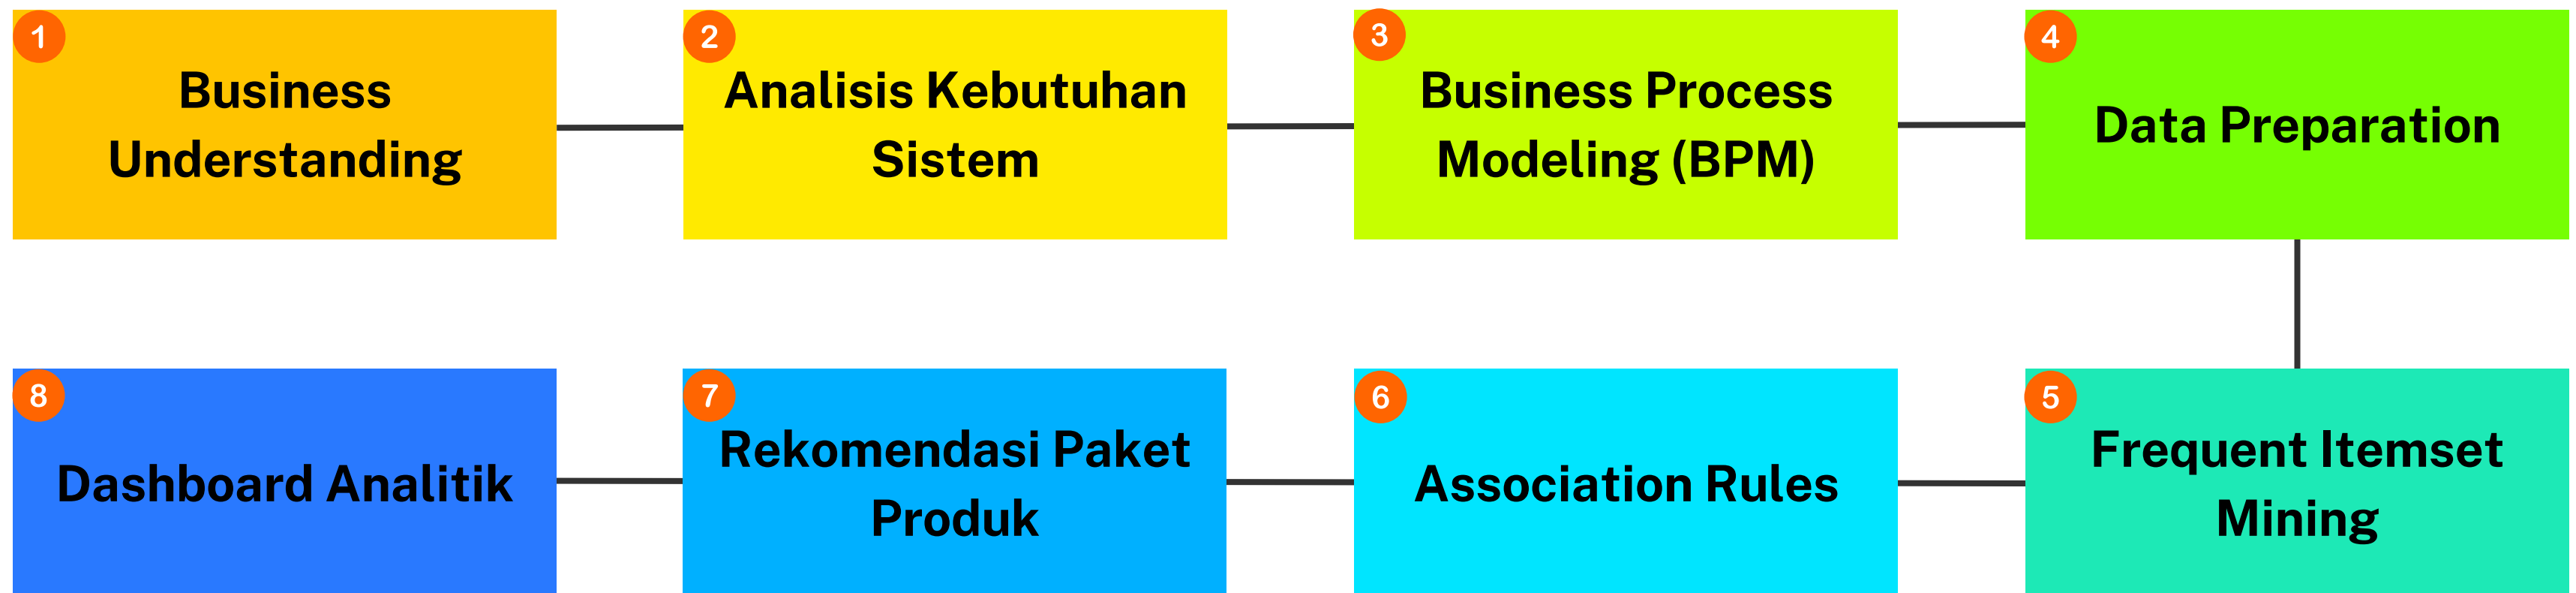 1
Business
Understanding
2
Analisis Kebutuhan
Sistem
3
Business Process
Modeling (BPM)
4
Data Preparation
5
Frequent Itemset
Mining
6
Association Rules
7
Rekomendasi Paket
Produk
8
Dashboard Analitik